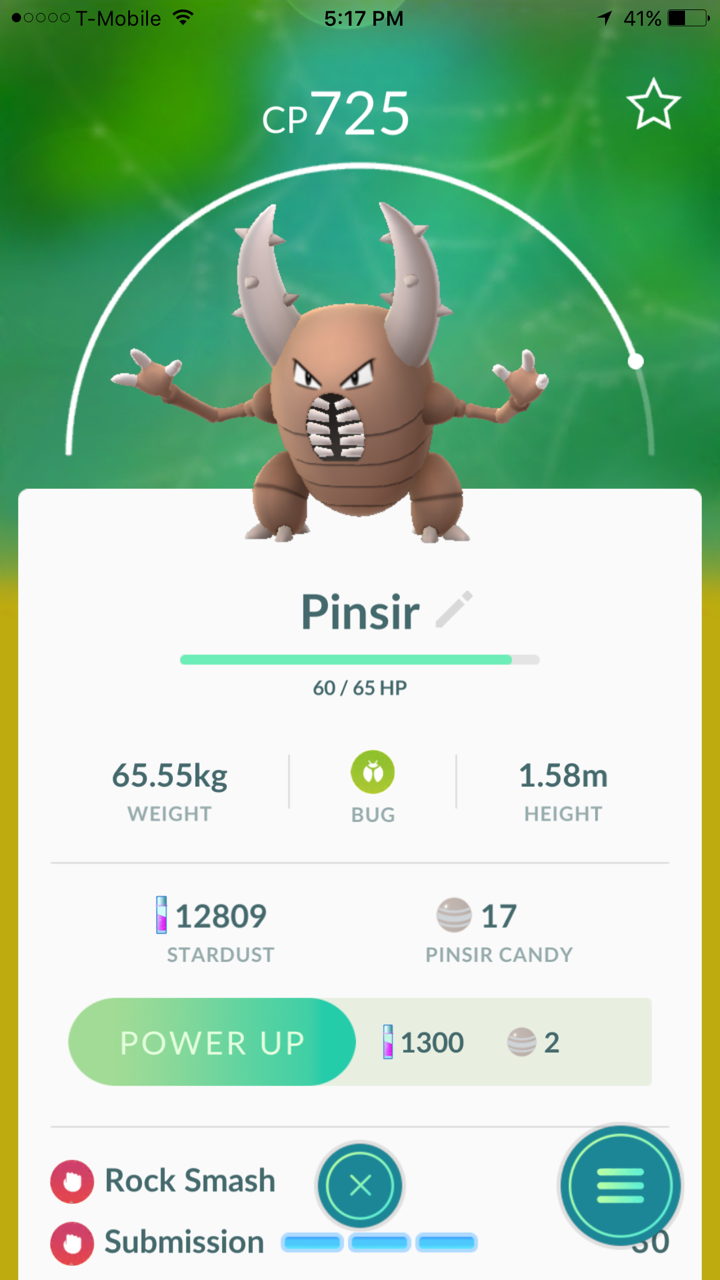 T-Mobile 5:17 PM 41%
CP725
Pinsir
60 / 65 HP
65.55kg 1.58m
WEIGHT BUG HEIGHT
12809 17
STARDUST PINSIR CANDY
POWER UP 1300 2
Rock Smash
Submission 30